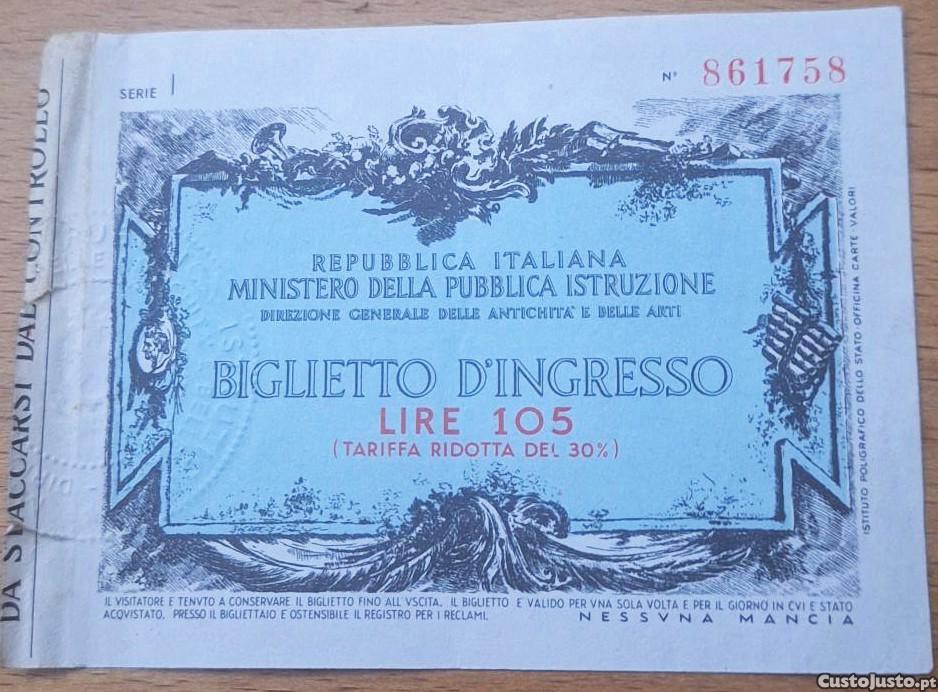 SERIE I
Nº 861758
DA STACCARSI DAL CONTROLLO
REPUBBLICA ITALIANA
MINISTERO DELLA PUBBLICA ISTRUZIONE
DIREZIONE GENERALE DELLE ANTICHITA' E DELLE ARTI
BIGLIETTO D'INGRESSO
LIRE 105
(TARIFFA RIDOTTA DEL 30%)
ISTITUTO POLIGRAFICO DELLO STATO-OFFICINA CARTE VALORI
IL VISITATORE E TENVTO A CONSERVARE IL BIGLIETTO FINO ALL'VSCITA. IL BIGLIETTO E VALIDO PER VNA SOLA VOLTA E PER IL GIORNO IN CVI E STATO
ACQVISTATO. PRESSO IL BIGLIETTAIO E OSTENSIBILE IL REGISTRO PER I RECLAMI.
NESSVNA MANCIA
CustoJusto.pt